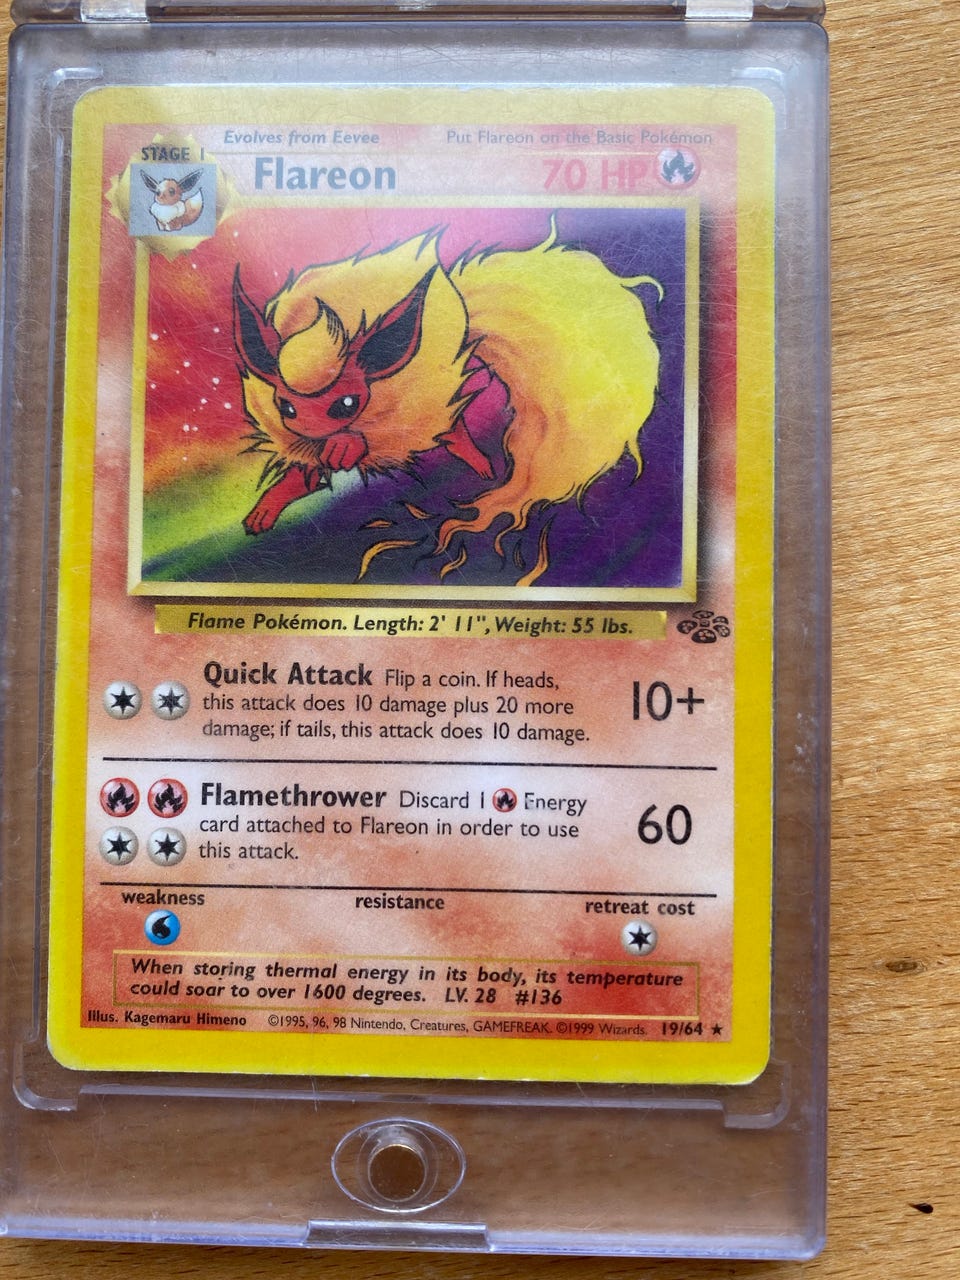 Evolves from Eevee Put Flareon on the Basic Pokémon
STAGE 1
Flareon 70 HP
Flame Pokémon. Length: 2' 11", Weight: 55 lbs.
Quick Attack Flip a coin. If heads,
this attack does 10 damage plus 20 more
damage; if tails, this attack does 10 damage.
10+
Flamethrower Discard 1 Energy
card attached to Flareon in order to use
this attack.
60
weakness resistance retreat cost
When storing thermal energy in its body, its temperature
could soar to over 1600 degrees. LV. 28 #136
Illus. Kagemaru Himeno ©1995, 96, 98 Nintendo, Creatures, GAMEFREAK. ©1999 Wizards. 19/64 ★